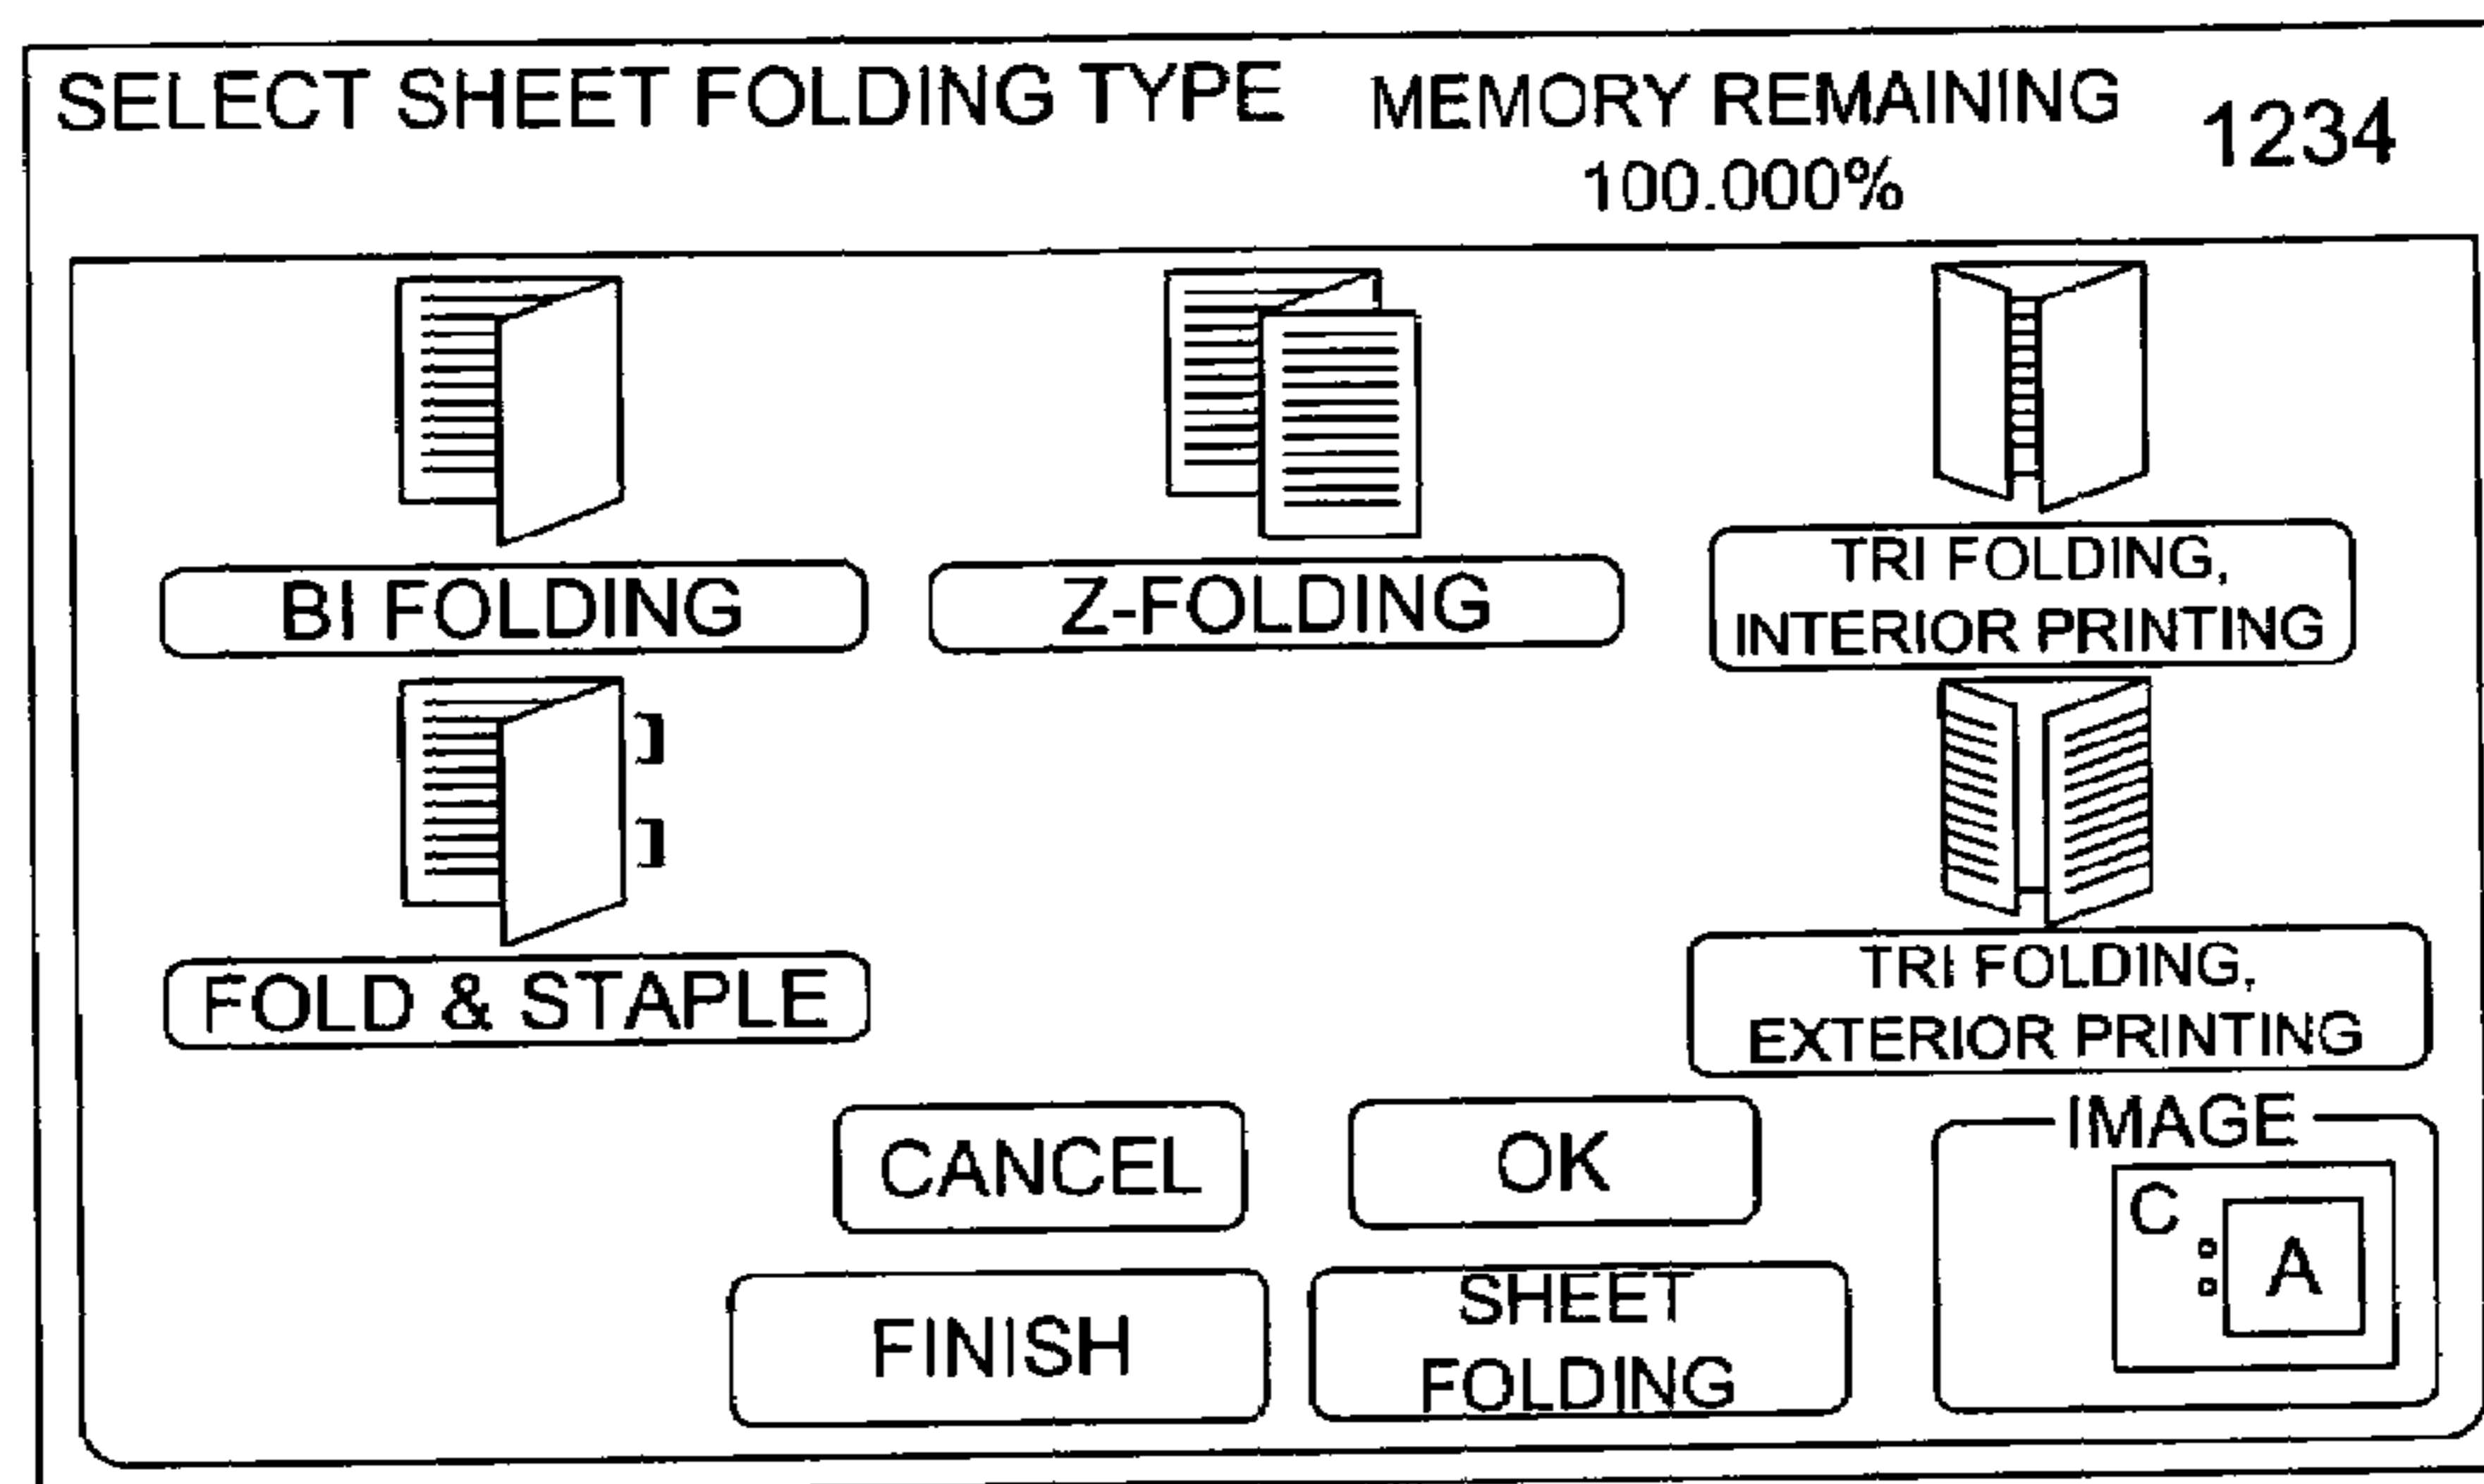 SELECT SHEET FOLDING TYPE
MEMORY REMAINING
100.000%
1234
BI FOLDING
Z-FOLDING
TRI FOLDING,
INTERIOR PRINTING
FOLD & STAPLE
TRI FOLDING,
EXTERIOR PRINTING
CANCEL
OK
IMAGE
C
A
FINISH
SHEET
FOLDING